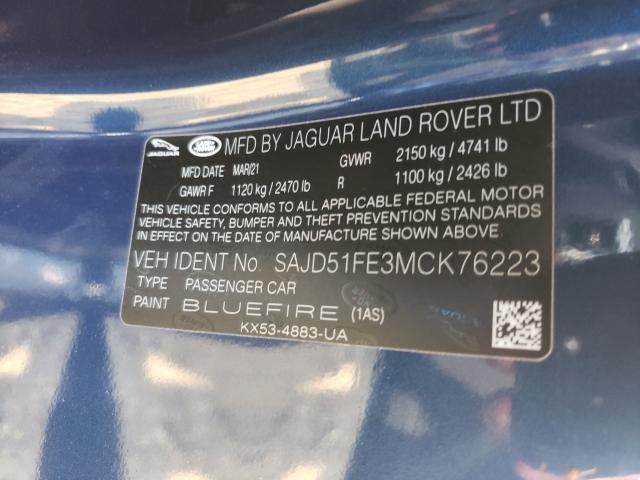 JAGUAR LAND ROVER MFD BY JAGUAR LAND ROVER LTD
MFD DATE MAR/21 GVWR 2150 kg / 4741 lb
GAWR F 1120 kg / 2470 lb R 1100 kg / 2426 lb
THIS VEHICLE CONFORMS TO ALL APPLICABLE FEDERAL MOTOR
VEHICLE SAFETY, BUMPER AND THEFT PREVENTION STANDARDS
IN EFFECT ON THE DATE OF MANUFACTURE SHOWN ABOVE.
VEH IDENT No. SAJD51FE3MCK76223
TYPE PASSENGER CAR
PAINT BLUEFIRE (1AS)
KX53-4883-UA